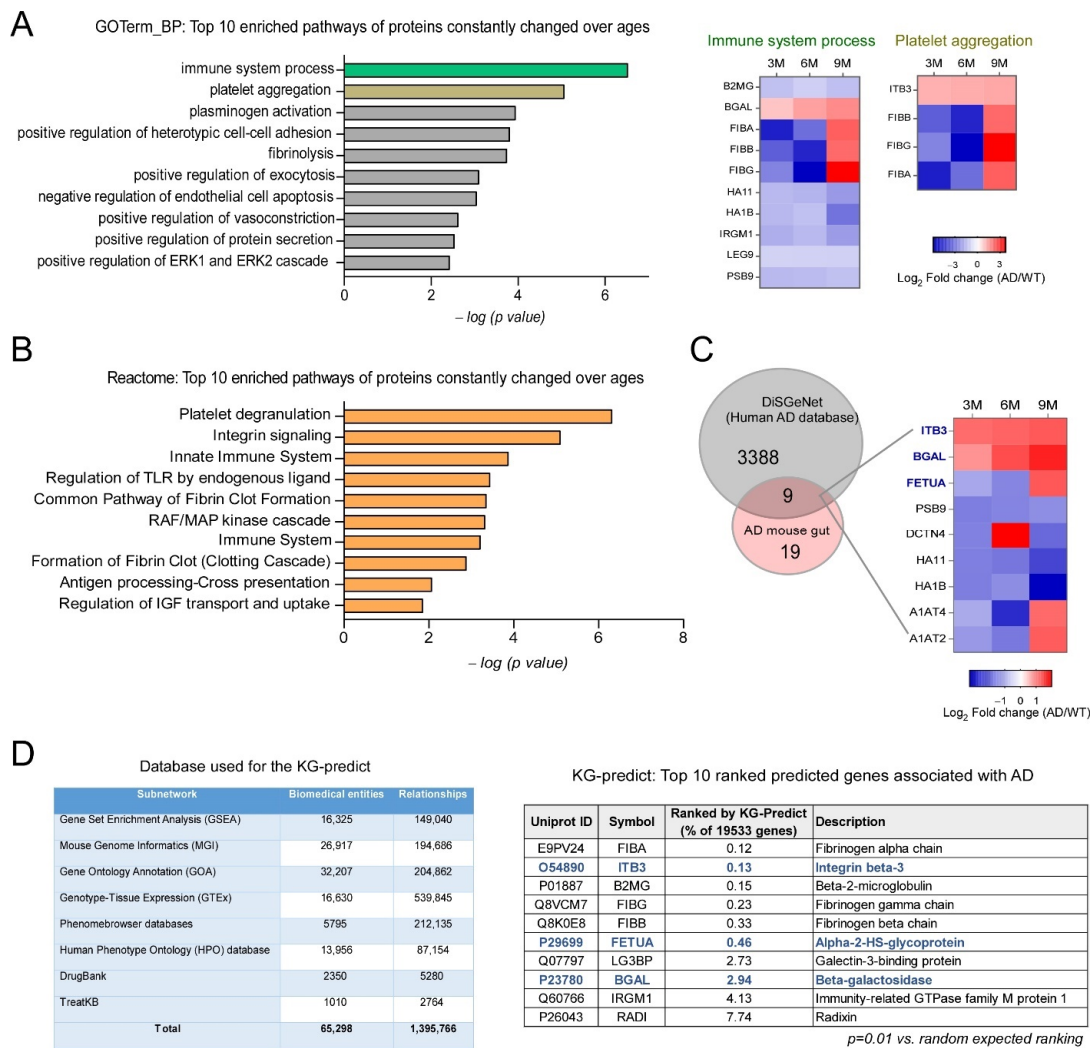 A
GOTerm_BP: Top 10 enriched pathways of proteins constantly changed over ages
immune system process
platelet aggregation
plasminogen activation
positive regulation of heterotypic cell-cell adhesion
fibrinolysis
positive regulation of exocytosis
negative regulation of endothelial cell apoptosis
positive regulation of vasoconstriction
positive regulation of protein secretion
positive regulation of ERK1 and ERK2 cascade
0 2 4 6
– log (p value)
Immune system process
3M 6M 9M
B2MG
BGAL
FIBA
FIBB
FIBG
HA11
HA1B
IRGM1
LEG9
PSB9
Platelet aggregation
3M 6M 9M
ITB3
FIBB
FIBG
FIBA
−3 0 3
Log2 Fold change (AD/WT)
B
Reactome: Top 10 enriched pathways of proteins constantly changed over ages
Platelet degranulation
Integrin signaling
Innate Immune System
Regulation of TLR by endogenous ligand
Common Pathway of Fibrin Clot Formation
RAF/MAP kinase cascade
Immune System
Formation of Fibrin Clot (Clotting Cascade)
Antigen processing-Cross presentation
Regulation of IGF transport and uptake
0 2 4 6 8
– log (p value)
C
DiSGeNet
(Human AD database)
3388
9
AD mouse gut
19
3M 6M 9M
ITB3
BGAL
FETUA
PSB9
DCTN4
HA11
HA1B
A1AT4
A1AT2
−1 0 1
Log2 Fold change (AD/WT)
D
Database used for the KG-predict
Subnetwork Biomedical entities Relationships
Gene Set Enrichment Analysis (GSEA) 16,325 149,040
Mouse Genome Informatics (MGI) 26,917 194,686
Gene Ontology Annotation (GOA) 32,207 204,862
Genotype-Tissue Expression (GTEx) 16,630 539,845
Phenomebrowser databases 5795 212,135
Human Phenotype Ontology (HPO) database 13,956 87,154
DrugBank 2350 5280
TreatKB 1010 2764
Total 65,298 1,395,766
KG-predict: Top 10 ranked predicted genes associated with AD
Uniprot ID Symbol Ranked by KG-Predict (% of 19533 genes) Description
E9PV24 FIBA 0.12 Fibrinogen alpha chain
O54890 ITB3 0.13 Integrin beta-3
P01887 B2MG 0.15 Beta-2-microglobulin
Q8VCM7 FIBG 0.23 Fibrinogen gamma chain
Q8K0E8 FIBB 0.33 Fibrinogen beta chain
P29699 FETUA 0.46 Alpha-2-HS-glycoprotein
Q07797 LG3BP 2.73 Galectin-3-binding protein
P23780 BGAL 2.94 Beta-galactosidase
Q60766 IRGM1 4.13 Immunity-related GTPase family M protein 1
P26043 RADI 7.74 Radixin
p=0.01 vs. random expected ranking